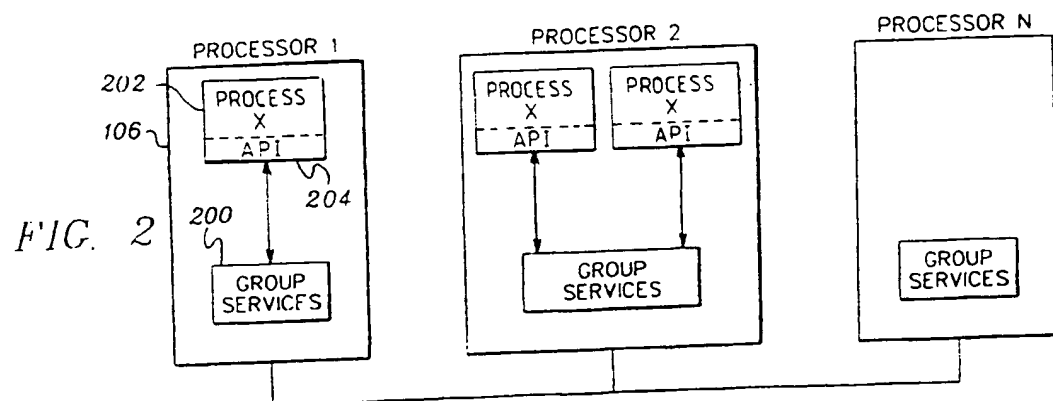 PROCESSOR 1
PROCESSOR 2
PROCESSOR N
202
PROCESS
X
API
PROCESS
X
API
PROCESS
X
API
106
204
FIG. 2
200
GROUP
SERVICES
GROUP
SERVICES
GROUP
SERVICES